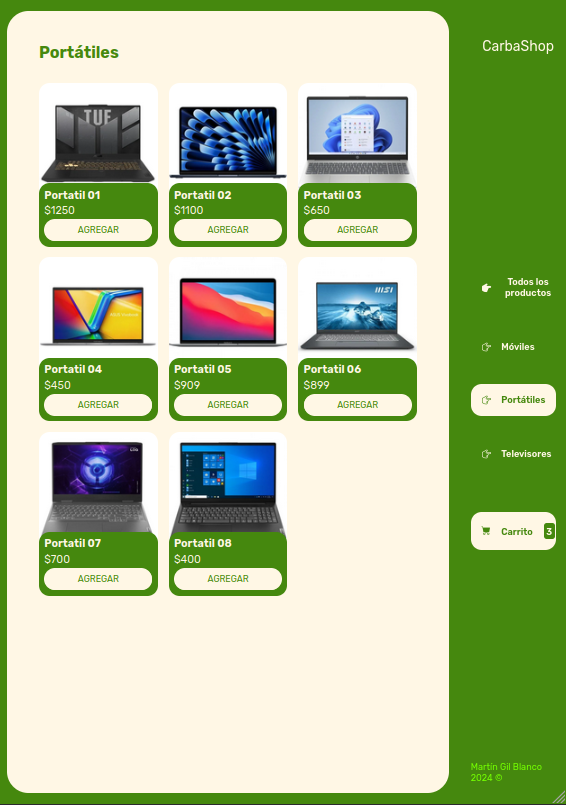 Portátiles
TUF
Portatil 01
$1250
AGREGAR
Portatil 02
$1100
AGREGAR
Portatil 03
$650
AGREGAR
Portatil 04
$450
AGREGAR
Portatil 05
$909
AGREGAR
msi
Portatil 06
$899
AGREGAR
Portatil 07
$700
AGREGAR
Portatil 08
$400
AGREGAR
CarbaShop
Todos los
productos
Móviles
Portátiles
Televisores
Carrito 3
Martín Gil Blanco
2024 ©